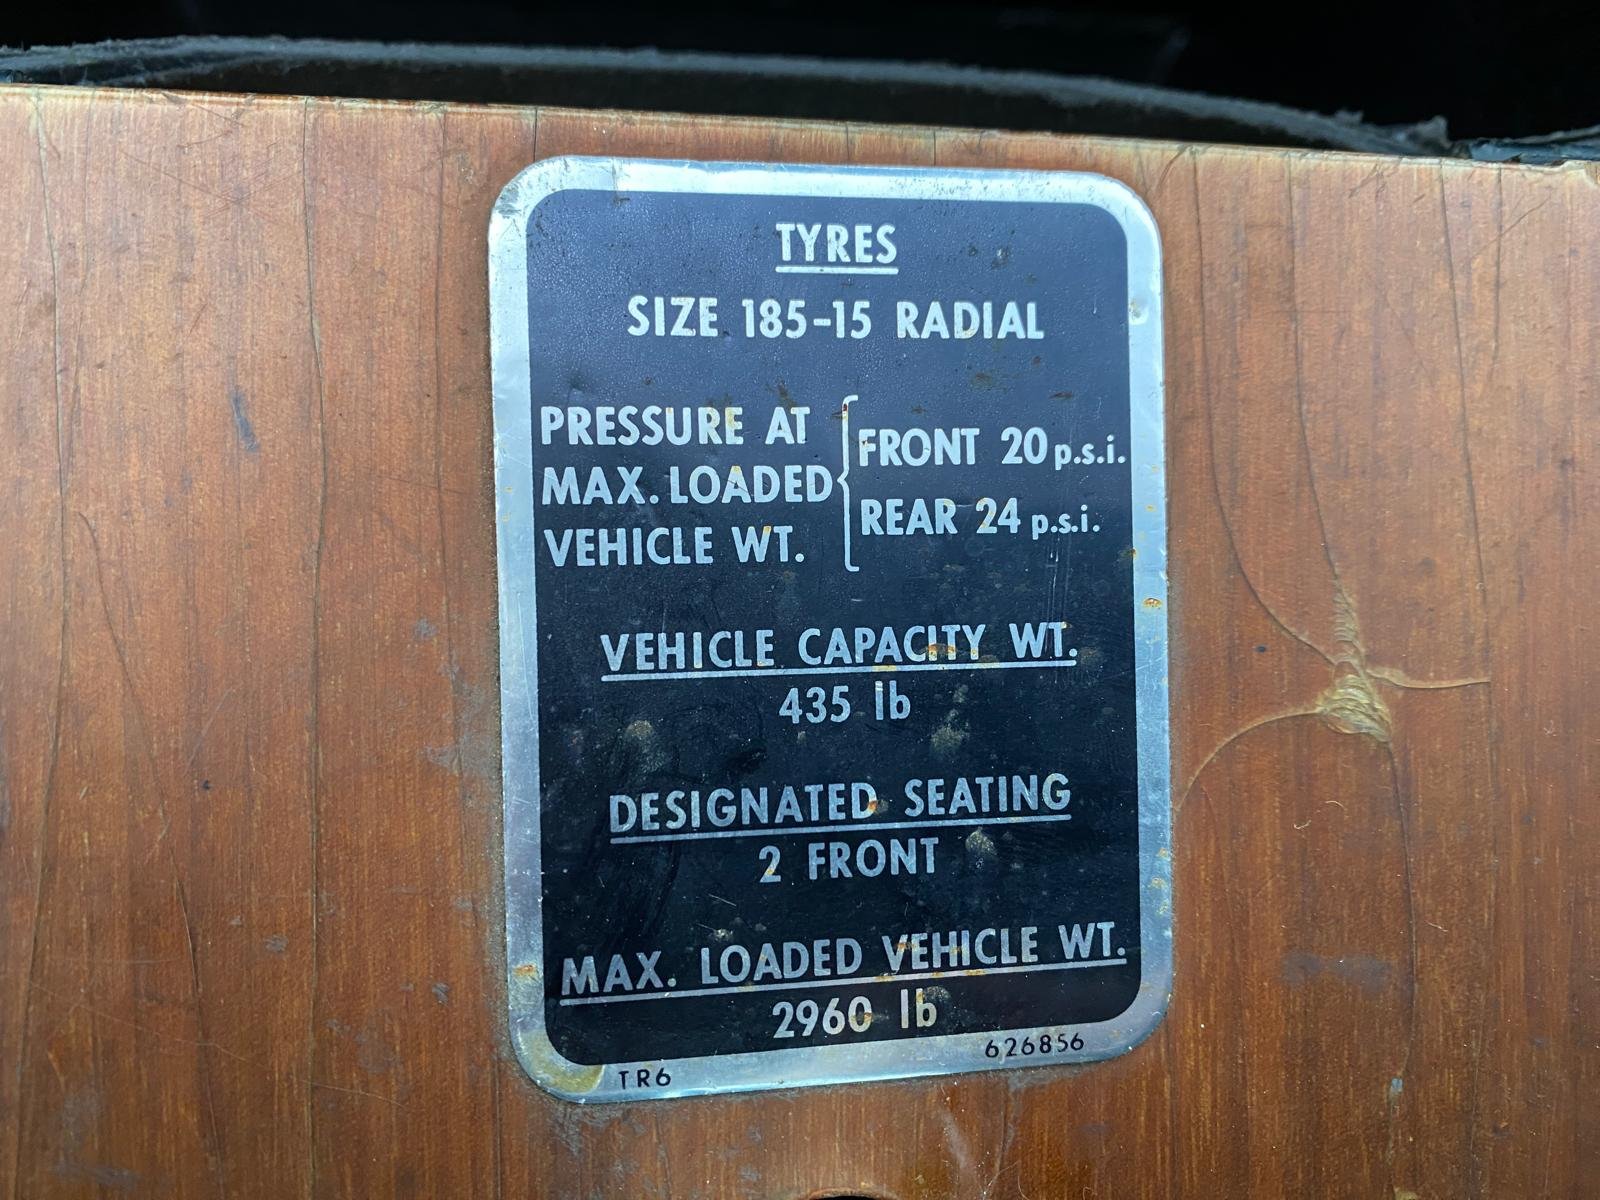 TYRES
SIZE 185-15 RADIAL
PRESSURE AT
MAX. LOADED
VEHICLE WT.
FRONT 20 p.s.i.
REAR 24 p.s.i.
VEHICLE CAPACITY WT.
435 lb
DESIGNATED SEATING
2 FRONT
MAX. LOADED VEHICLE WT.
2960 lb
TR6
626856